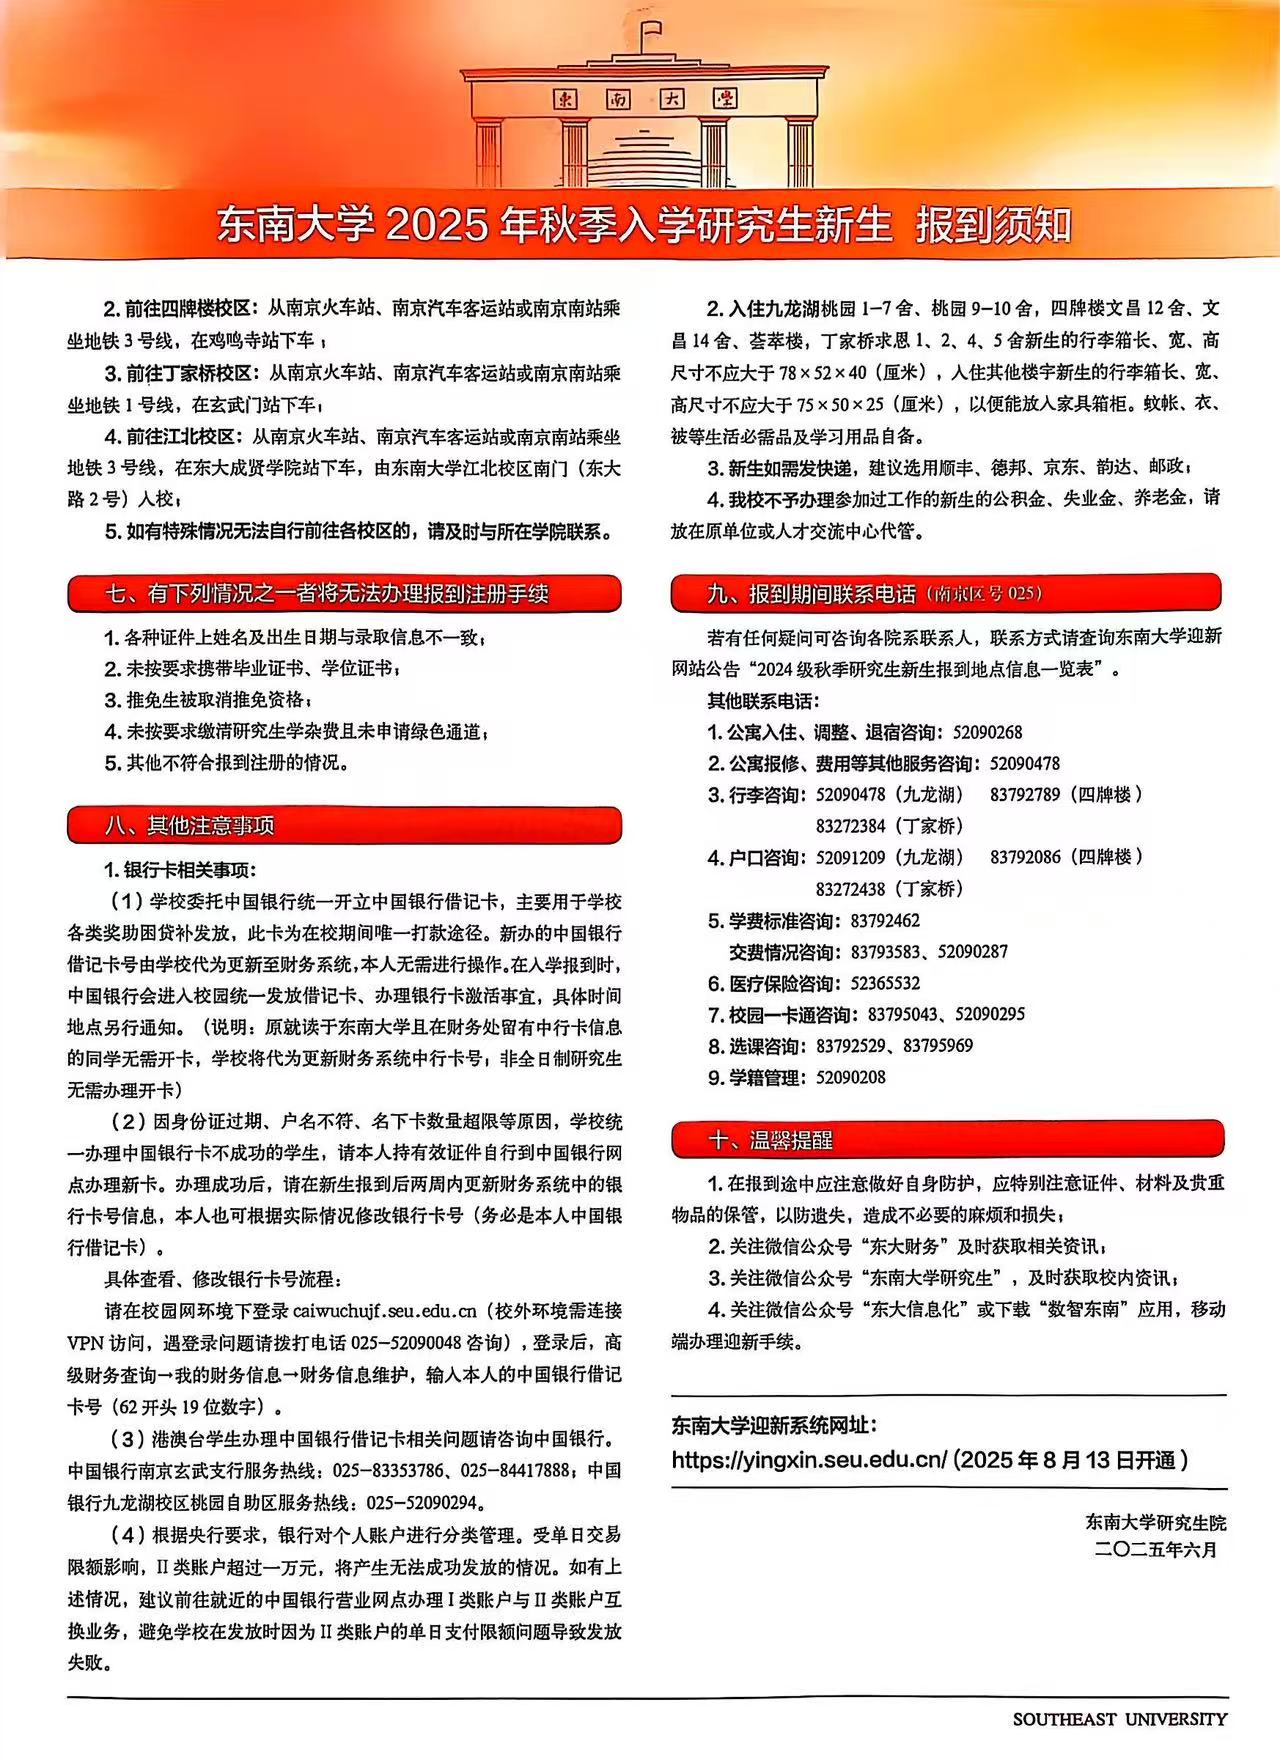 東南大學
东南大学 2025 年秋季入学研究生新生 报到须知
2. 前往四牌楼校区：从南京火车站、南京汽车客运站或南京南站乘
坐地铁 3 号线，在鸡鸣寺站下车；
3. 前往丁家桥校区：从南京火车站、南京汽车客运站或南京南站乘
坐地铁 1 号线，在玄武门站下车；
4. 前往江北校区：从南京火车站、南京汽车客运站或南京南站乘坐
地铁 3 号线，在东大成贤学院站下车，由东南大学江北校区南门（东大
路 2 号）入校；
5. 如有特殊情况无法自行前往各校区的，请及时与所在学院联系。
七、有下列情况之一者将无法办理报到注册手续
1. 各种证件上姓名及出生日期与录取信息不一致；
2. 未按要求携带毕业证书、学位证书；
3. 推免生被取消推免资格；
4. 未按要求缴清研究生学杂费且未申请绿色通道；
5. 其他不符合报到注册的情况。
八、其他注意事项
1. 银行卡相关事项：
（1）学校委托中国银行统一开立中国银行借记卡，主要用于学校
各类奖助困贷补发放，此卡为在校期间唯一打款途径。新办的中国银行
借记卡号由学校代为更新至财务系统，本人无需进行操作。在入学报到时，
中国银行会进入校园统一发放借记卡、办理银行卡激活事宜，具体时间
地点另行通知。（说明：原就读于东南大学且在财务处留有中行卡信息
的同学无需开卡，学校将代为更新财务系统中行卡号；非全日制研究生
无需办理开卡）
（2）因身份证过期、户名不符、名下卡数量超限等原因，学校统
一办理中国银行卡不成功的学生，请本人持有效证件自行到中国银行网
点办理新卡。办理成功后，请在新生报到后两周内更新财务系统中的银
行卡号信息，本人也可根据实际情况修改银行卡号（务必是本人中国银
行借记卡）。
具体查看、修改银行卡号流程：
请在校园网环境下登录 caiwuchujf.seu.edu.cn（校外环境需连接
VPN 访问，遇登录问题请拨打电话 025-52090048 咨询），登录后，高
级财务查询→我的财务信息→财务信息维护，输入本人的中国银行借记
卡号（62 开头 19 位数字）。
（3）港澳台学生办理中国银行借记卡相关问题请咨询中国银行。
中国银行南京玄武支行服务热线：025-83353786、025-84417888；中国
银行九龙湖校区桃园自助区服务热线：025-52090294。
（4）根据央行要求，银行对个人账户进行分类管理。受单日交易
限额影响，II 类账户超过一万元，将产生无法成功发放的情况。如有上
述情况，建议前往就近的中国银行营业网点办理 I 类账户与 II 类账户互
换业务，避免学校在发放时因为 II 类账户的单日支付限额问题导致发放
失败。
2. 入住九龙湖桃园 1-7 舍、桃园 9-10 舍，四牌楼文昌 12 舍、文
昌 14 舍、荟萃楼，丁家桥求恩 1、2、4、5 舍新生的行李箱长、宽、高
尺寸不应大于 78×52×40（厘米），入住其他楼宇新生的行李箱长、宽、
高尺寸不应大于 75×50×25（厘米），以便能放入家具箱柜。蚊帐、衣、
被等生活必需品及学习用品自备。
3. 新生如需发快递，建议选用顺丰、德邦、京东、韵达、邮政；
4. 我校不予办理参加过工作的新生的公积金、失业金、养老金，请
放在原单位或人才交流中心代管。
九、报到期间联系电话（南京区号 025）
若有任何疑问可咨询各院系联系人，联系方式请查询东南大学迎新
网站公告“2024 级秋季研究生新生报到地点信息一览表”。
其他联系电话：
1. 公寓入住、调整、退宿咨询：52090268
2. 公寓报修、费用等其他服务咨询：52090478
3. 行李咨询：52090478（九龙湖） 83792789（四牌楼）
83272384（丁家桥）
4. 户口咨询：52091209（九龙湖） 83792086（四牌楼）
83272438（丁家桥）
5. 学费标准咨询：83792462
交费情况咨询：83793583、52090287
6. 医疗保险咨询：52365532
7. 校园一卡通咨询：83795043、52090295
8. 选课咨询：83792529、83795969
9. 学籍管理：52090208
十、温馨提醒
1. 在报到途中应注意做好自身防护，应特别注意证件、材料及贵重
物品的保管，以防遗失，造成不必要的麻烦和损失；
2. 关注微信公众号“东大财务”及时获取相关资讯；
3. 关注微信公众号“东南大学研究生”，及时获取校内资讯；
4. 关注微信公众号“东大信息化”或下载“数智东南”应用，移动
端办理迎新手续。
东南大学迎新系统网址：
https://yingxin.seu.edu.cn/（2025 年 8 月 13 日开通）
东南大学研究生院
二〇二五年六月
SOUTHEAST UNIVERSITY